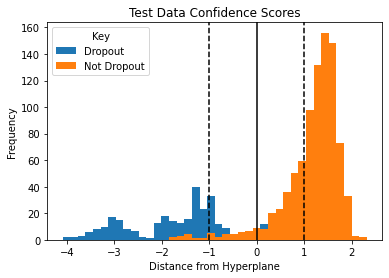 Test Data Confidence Scores
Key
Dropout
Not Dropout
Frequency
160
140
120
100
80
60
40
20
0
−4
−3
−2
−1
0
1
2
Distance from Hyperplane